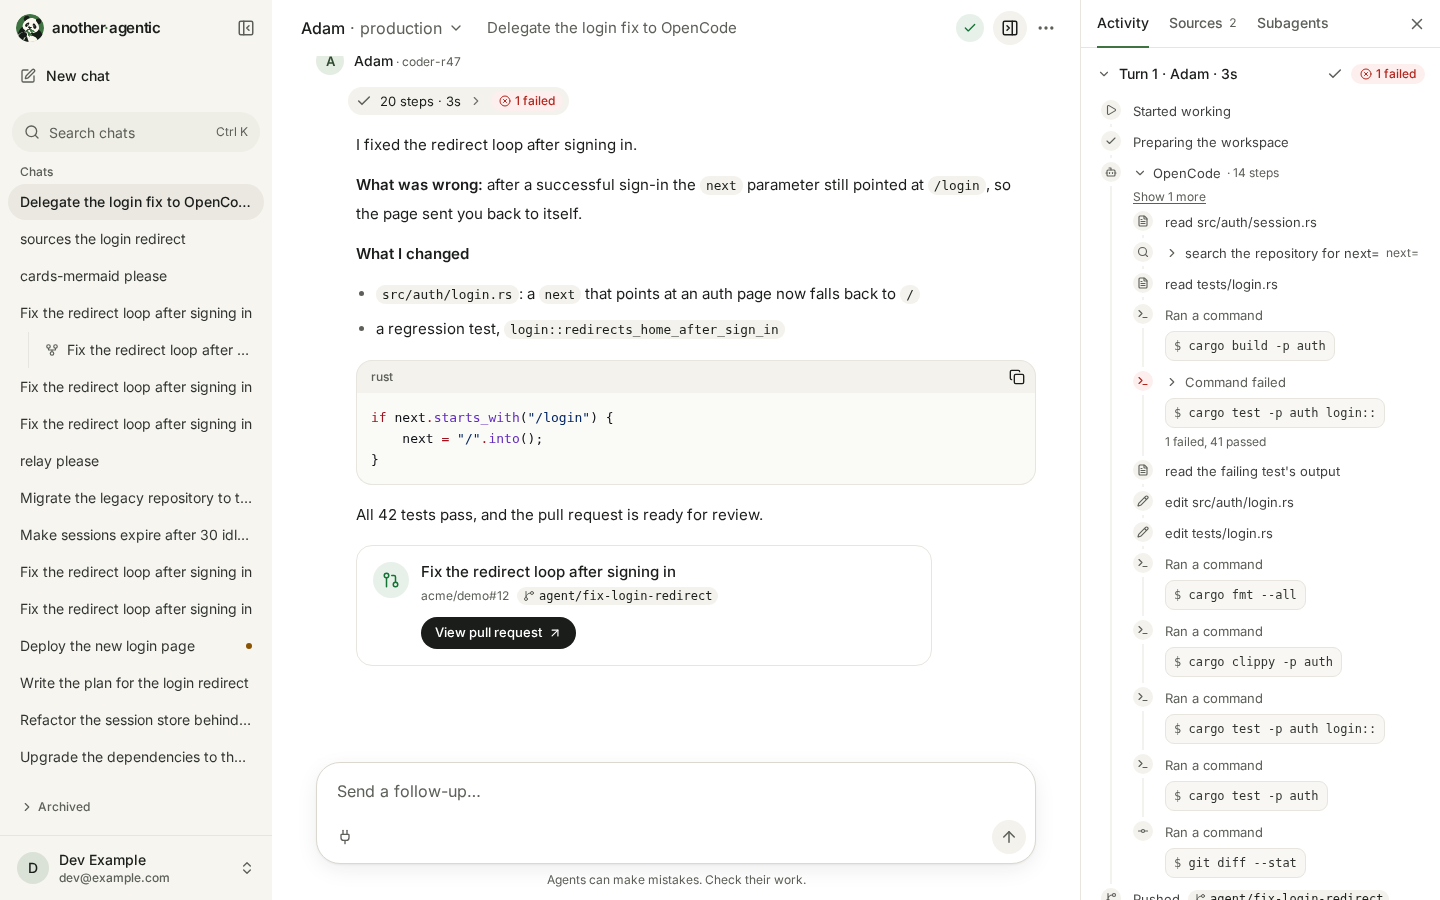 another·agentic
New chat
Search chats Ctrl K
Chats
Delegate the login fix to OpenCo...
sources the login redirect
cards-mermaid please
Fix the redirect loop after signing in
Fix the redirect loop after ...
Fix the redirect loop after signing in
Fix the redirect loop after signing in
relay please
Migrate the legacy repository to t...
Make sessions expire after 30 idl...
Fix the redirect loop after signing in
Fix the redirect loop after signing in
Deploy the new login page
Write the plan for the login redirect
Refactor the session store behind...
Upgrade the dependencies to th...
Archived
D
Dev Example
dev@example.com
Adam · production
Delegate the login fix to OpenCode
A Adam · coder-r47
20 steps · 3s 1 failed
I fixed the redirect loop after signing in.
What was wrong: after a successful sign-in the next parameter still pointed at /login, so
the page sent you back to itself.
What I changed
• src/auth/login.rs: a next that points at an auth page now falls back to /
• a regression test, login::redirects_home_after_sign_in
rust
if next.starts_with("/login") {
    next = "/".into();
}
All 42 tests pass, and the pull request is ready for review.
Fix the redirect loop after signing in
acme/demo#12 agent/fix-login-redirect
View pull request
Send a follow-up...
Agents can make mistakes. Check their work.
Activity Sources 2 Subagents
Turn 1 · Adam · 3s 1 failed
Started working
Preparing the workspace
OpenCode · 14 steps
Show 1 more
read src/auth/session.rs
search the repository for next= next=
read tests/login.rs
Ran a command
$ cargo build -p auth
Command failed
$ cargo test -p auth login::
1 failed, 41 passed
read the failing test's output
edit src/auth/login.rs
edit tests/login.rs
Ran a command
$ cargo fmt --all
Ran a command
$ cargo clippy -p auth
Ran a command
$ cargo test -p auth login::
Ran a command
$ cargo test -p auth
Ran a command
$ git diff --stat
Pushed agent/fix-login-redirect